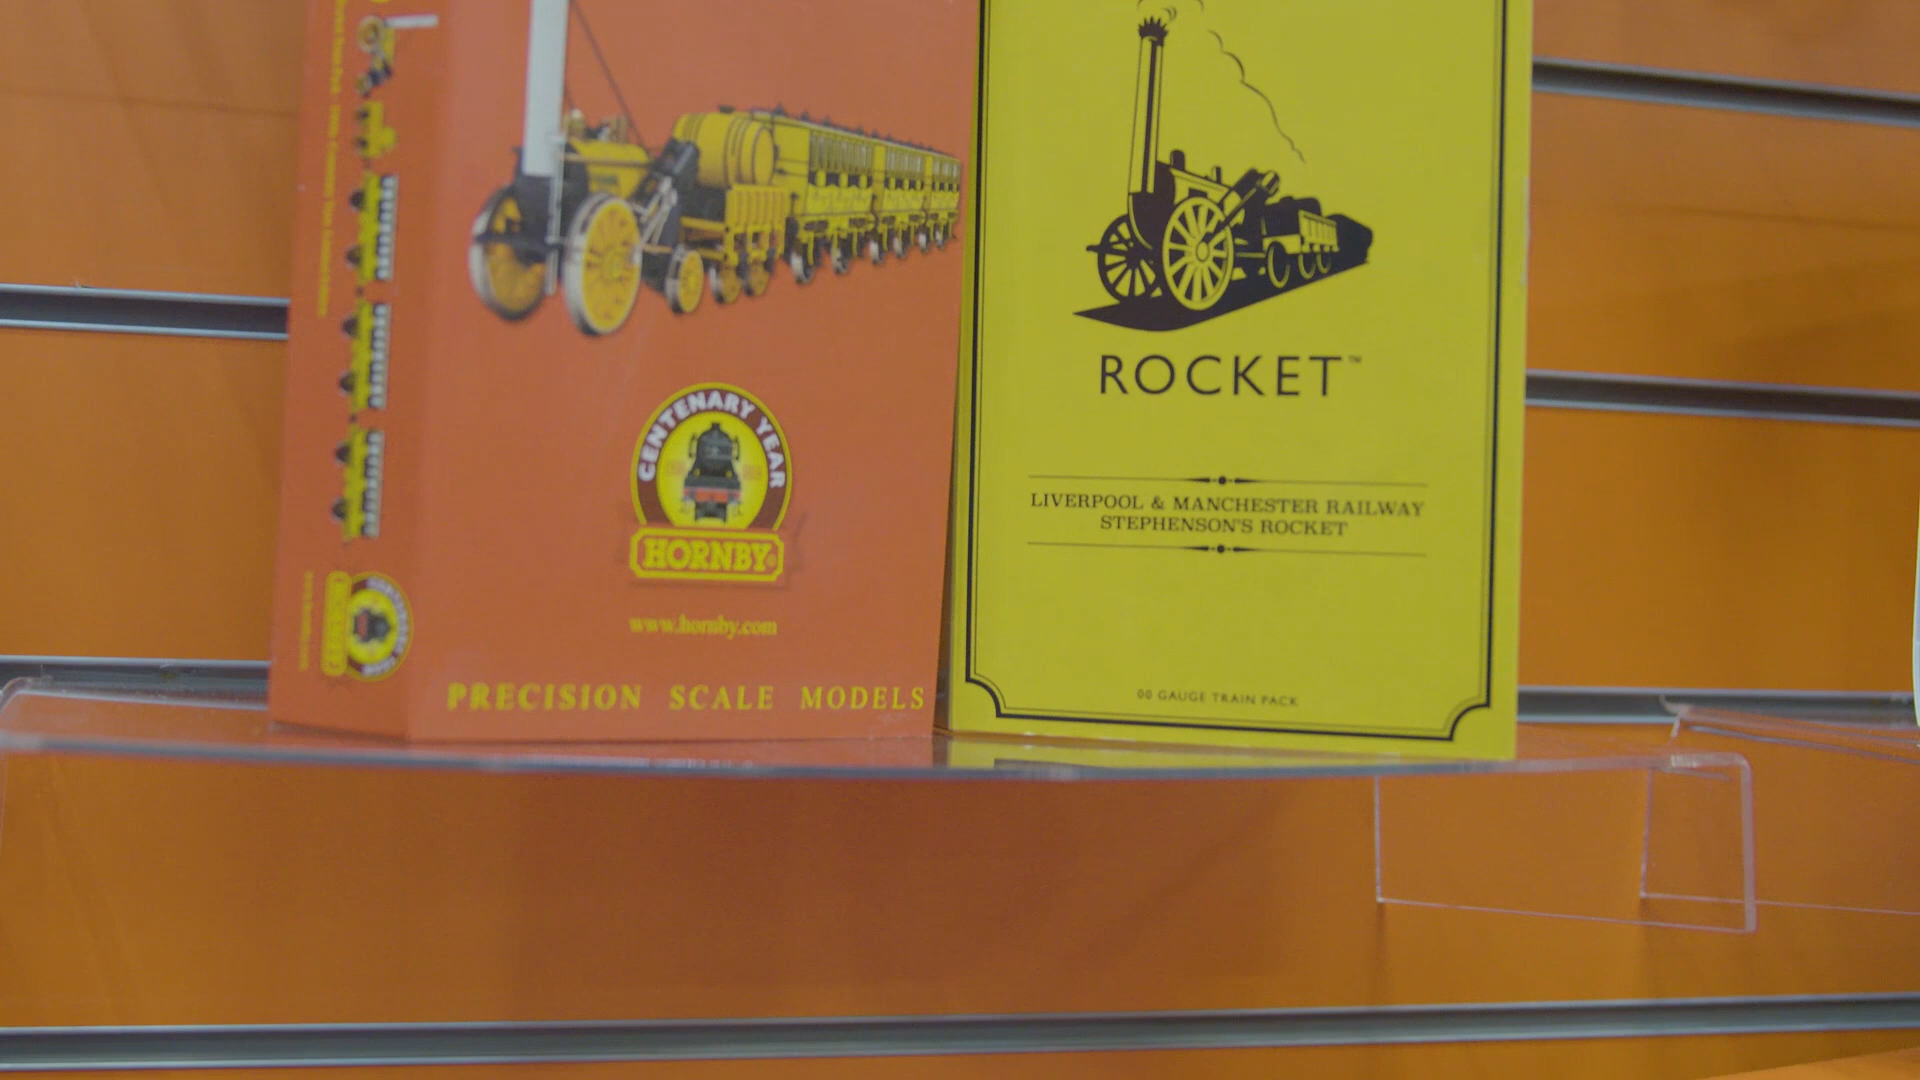 CENTENARY YEAR
HORNBY
www.hornby.com
PRECISION SCALE MODELS
ROCKET™
LIVERPOOL & MANCHESTER RAILWAY
STEPHENSON'S ROCKET
00 GAUGE TRAIN PACK